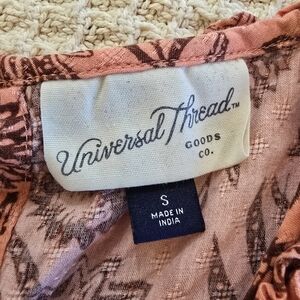 Universal Thread™
GOODS
CO.
S
MADE IN
INDIA